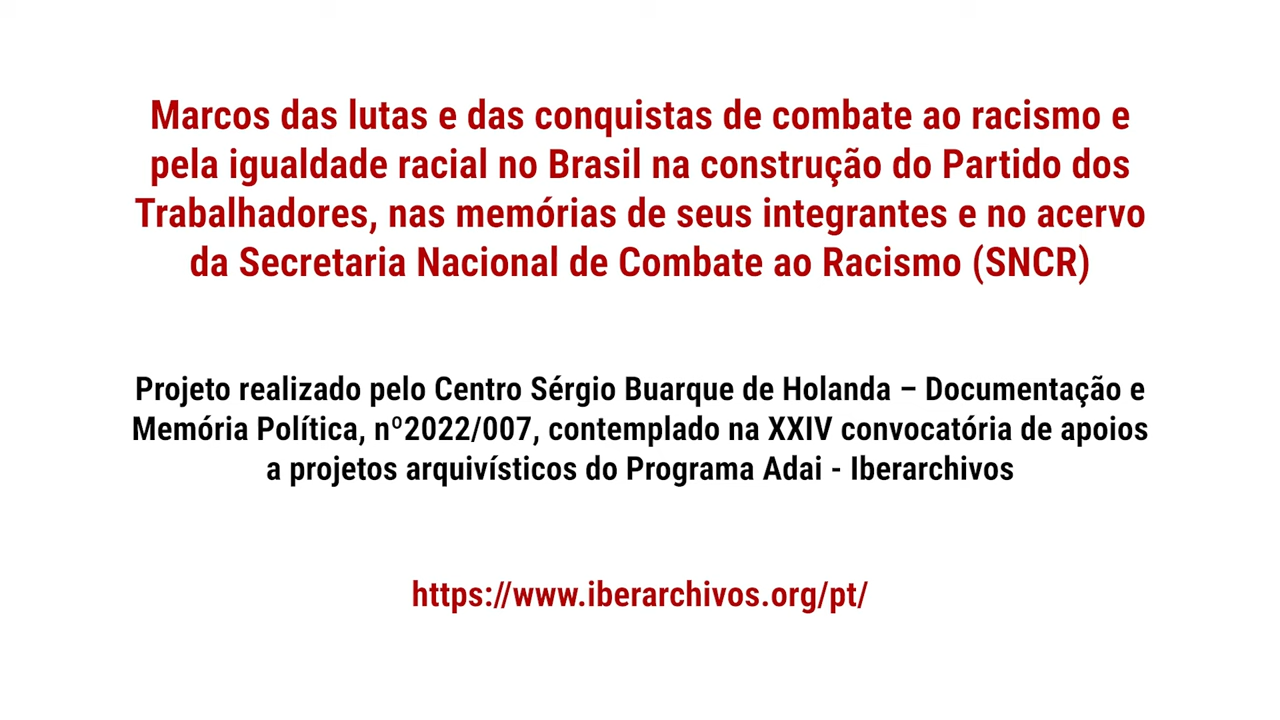 Marcos das lutas e das conquistas de combate ao racismo e
pela igualdade racial no Brasil na construção do Partido dos
Trabalhadores, nas memórias de seus integrantes e no acervo
da Secretaria Nacional de Combate ao Racismo (SNCR)
Projeto realizado pelo Centro Sérgio Buarque de Holanda – Documentação e
Memória Política, nº2022/007, contemplado na XXIV convocatória de apoios
a projetos arquivísticos do Programa Adai - Iberarchivos
https://www.iberarchivos.org/pt/